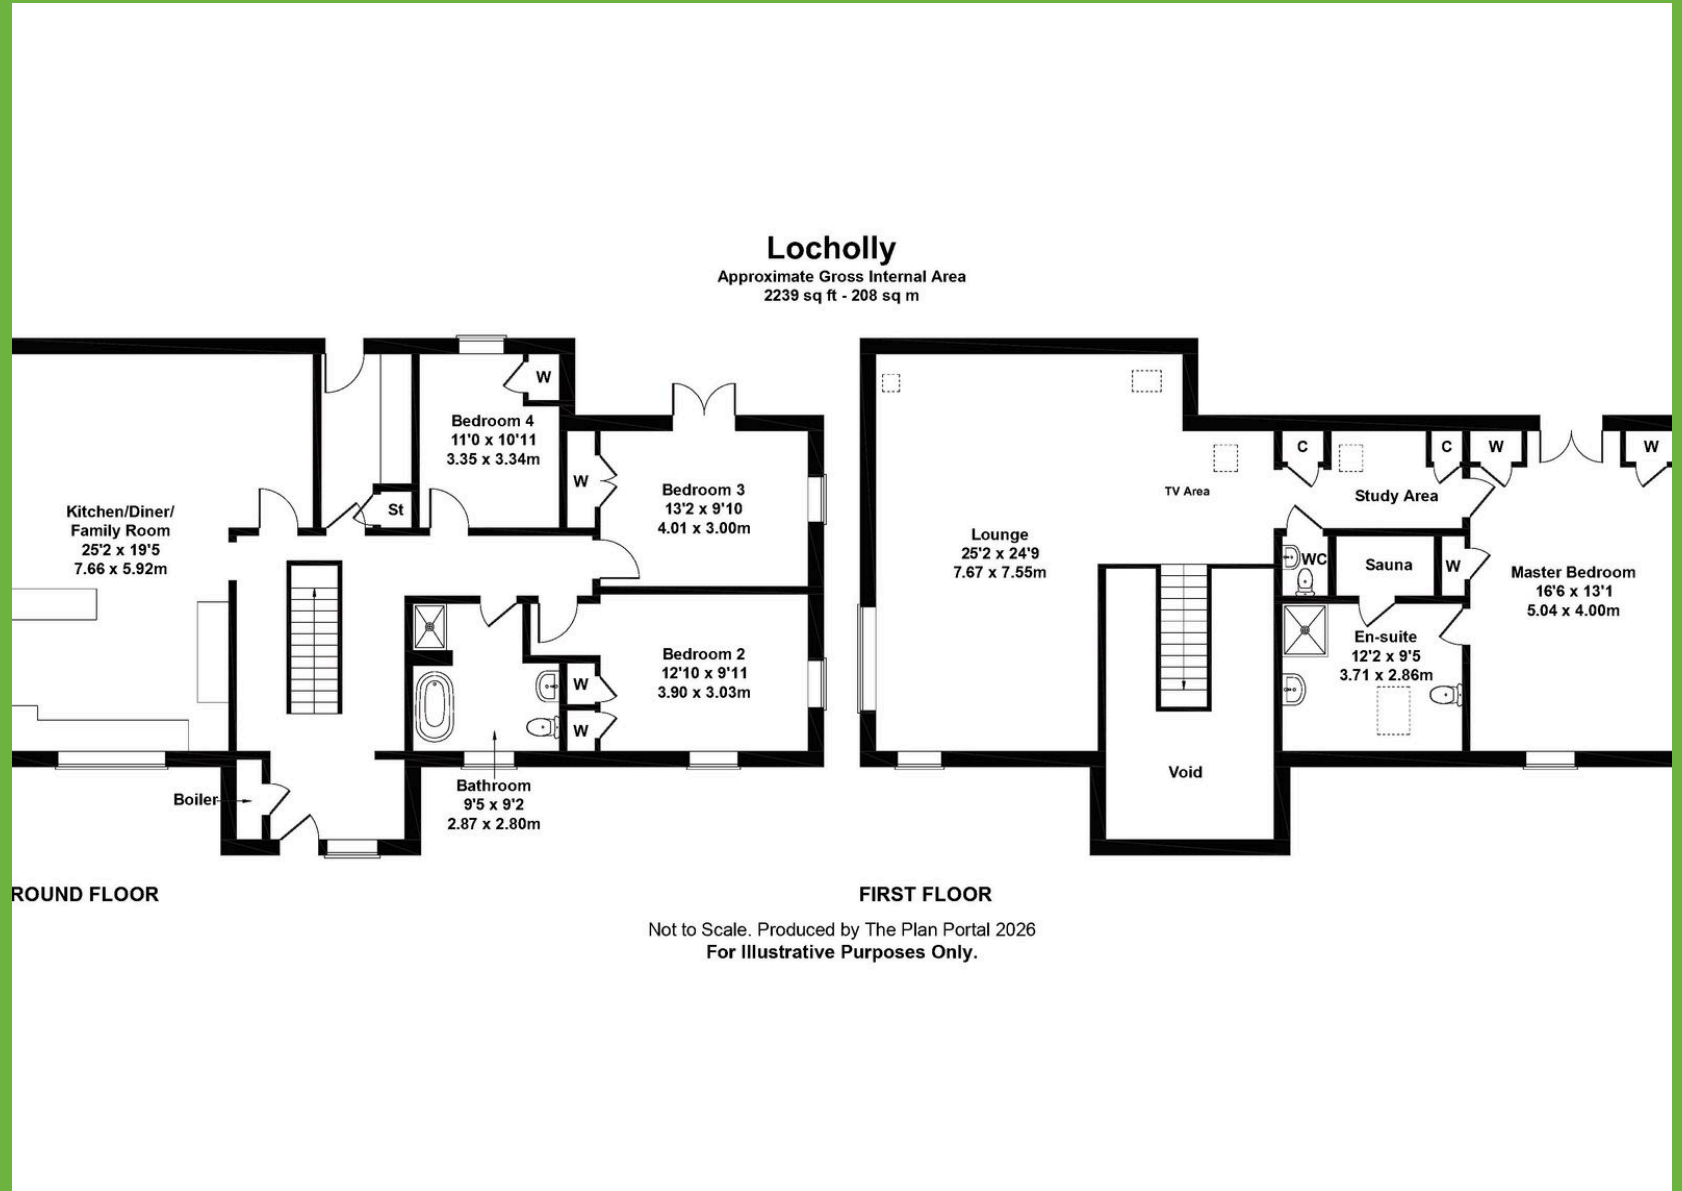 Locholly
Approximate Gross Internal Area
2239 sq ft - 208 sq m
Kitchen/Diner/
Family Room
25'2 x 19'5
7.66 x 5.92m
St
Bedroom 4
11'0 x 10'11
3.35 x 3.34m
W
W
Bedroom 3
13'2 x 9'10
4.01 x 3.00m
Bedroom 2
12'10 x 9'11
3.90 x 3.03m
W
W
Boiler
Bathroom
9'5 x 9'2
2.87 x 2.80m
ROUND FLOOR
Lounge
25'2 x 24'9
7.67 x 7.55m
TV Area
C
Study Area
C
W
W
WC
Sauna
W
Master Bedroom
16'6 x 13'1
5.04 x 4.00m
En-suite
12'2 x 9'5
3.71 x 2.86m
Void
FIRST FLOOR
Not to Scale. Produced by The Plan Portal 2026
For Illustrative Purposes Only.